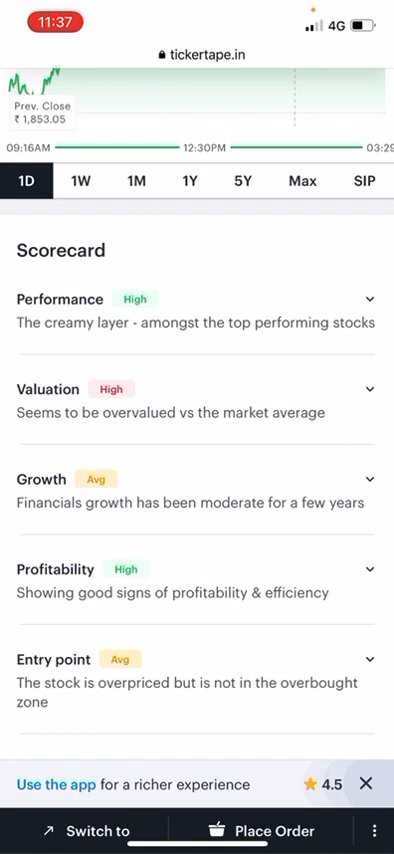 11:37
4G
tickertape.in
Prev. Close
₹ 1,853.05
09:16AM 12:30PM 03:29
1D 1W 1M 1Y 5Y Max SIP
Scorecard
Performance High
The creamy layer - amongst the top performing stocks
Valuation High
Seems to be overvalued vs the market average
Growth Avg
Financials growth has been moderate for a few years
Profitability High
Showing good signs of profitability & efficiency
Entry point Avg
The stock is overpriced but is not in the overbought
zone
Use the app for a richer experience 4.5
Switch to Place Order